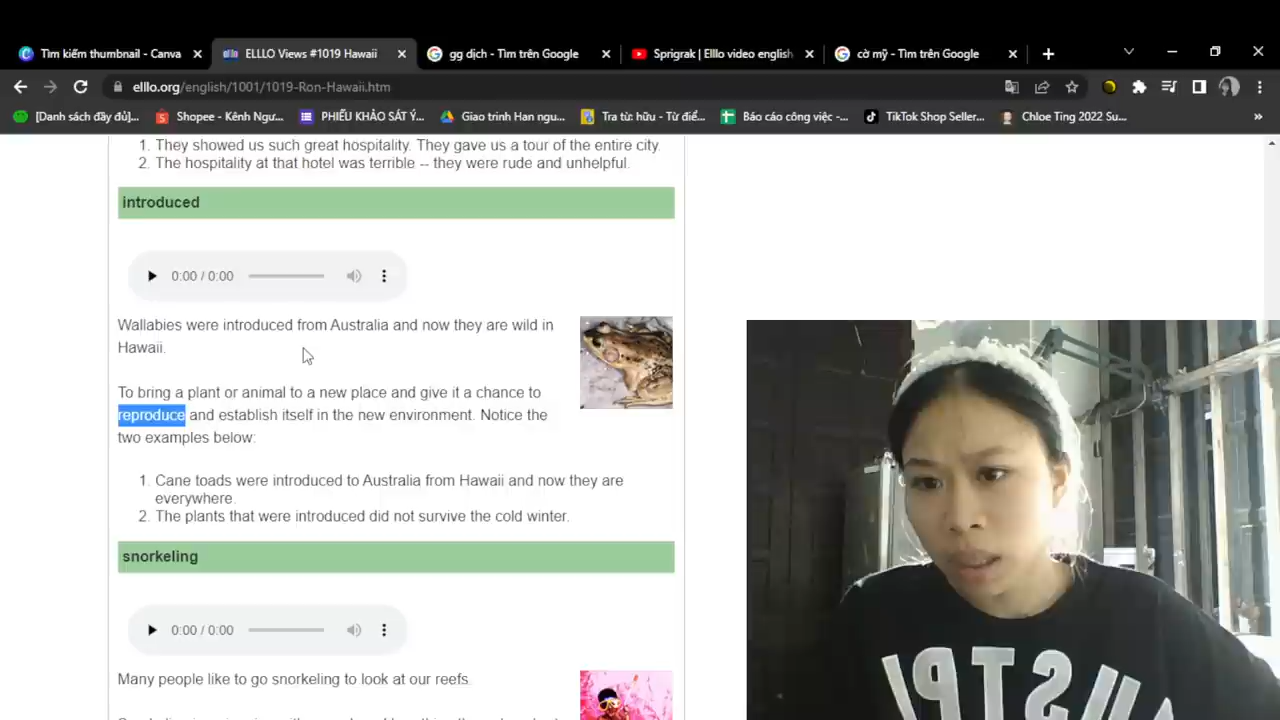 Tìm kiếm thumbnail - Canva
ELLLO Views #1019 Hawaii
gg dịch - Tìm trên Google
Sprigrak | Elllo video english
cờ mỹ - Tìm trên Google
elllo.org/english/1001/1019-Ron-Hawaii.htm
[Danh sách đầy đủ]...
Shopee - Kênh Ngư...
PHIẾU KHẢO SÁT Ý...
Giao trinh Han ngu...
Tra từ: hữu - Từ điể...
Báo cáo công việc -...
TikTok Shop Seller...
Chloe Ting 2022 Su...
1. They showed us such great hospitality. They gave us a tour of the entire city.
2. The hospitality at that hotel was terrible -- they were rude and unhelpful.
introduced
0:00 / 0:00
Wallabies were introduced from Australia and now they are wild in
Hawaii.
To bring a plant or animal to a new place and give it a chance to
reproduce and establish itself in the new environment. Notice the
two examples below:
1. Cane toads were introduced to Australia from Hawaii and now they are
everywhere.
2. The plants that were introduced did not survive the cold winter.
snorkeling
0:00 / 0:00
Many people like to go snorkeling to look at our reefs.